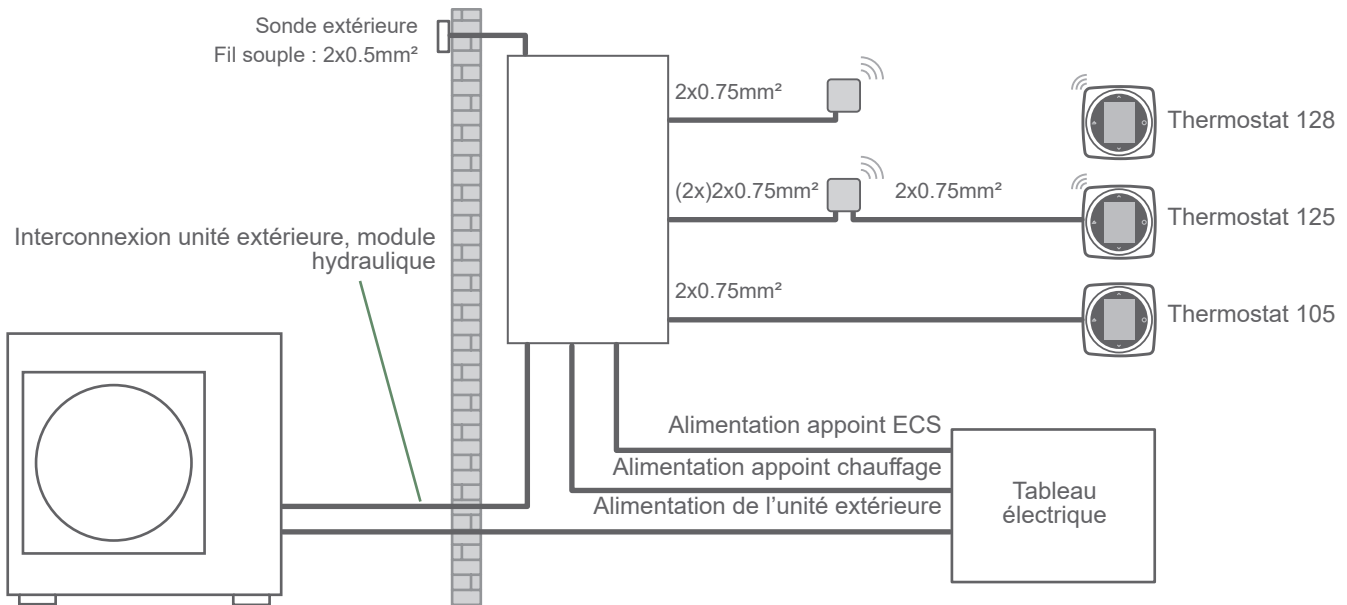 Sonde extérieure
Fil souple : 2x0.5mm²
2x0.75mm²
Thermostat 128
(2x)2x0.75mm²
2x0.75mm²
Thermostat 125
Interconnexion unité extérieure, module
hydraulique
2x0.75mm²
Thermostat 105
Alimentation appoint ECS
Alimentation appoint chauffage
Alimentation de l’unité extérieure
Tableau
électrique